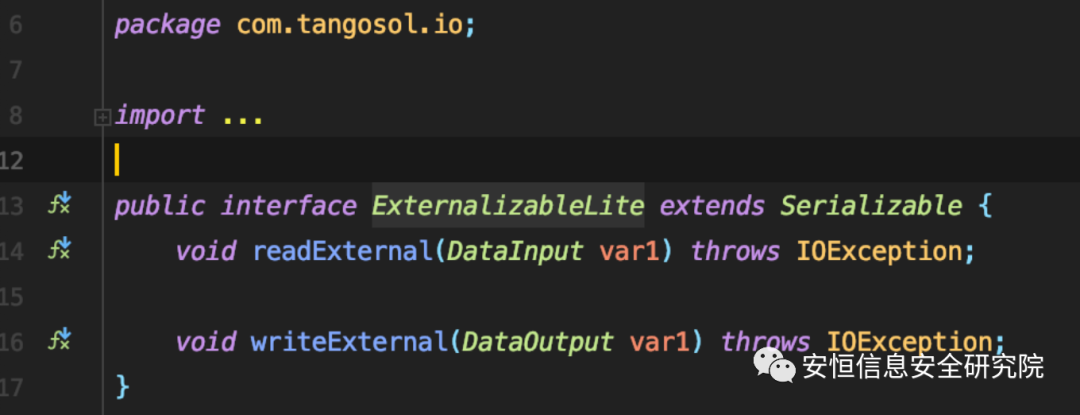 6 package com.tangosol.io;
7
8 import ...
12
13 public interface ExternalizableLite extends Serializable {
14 void readExternal(DataInput var1) throws IOException;
15
16 void writeExternal(DataOutput var1) throws IOException;
17 }
安恒信息安全研究院